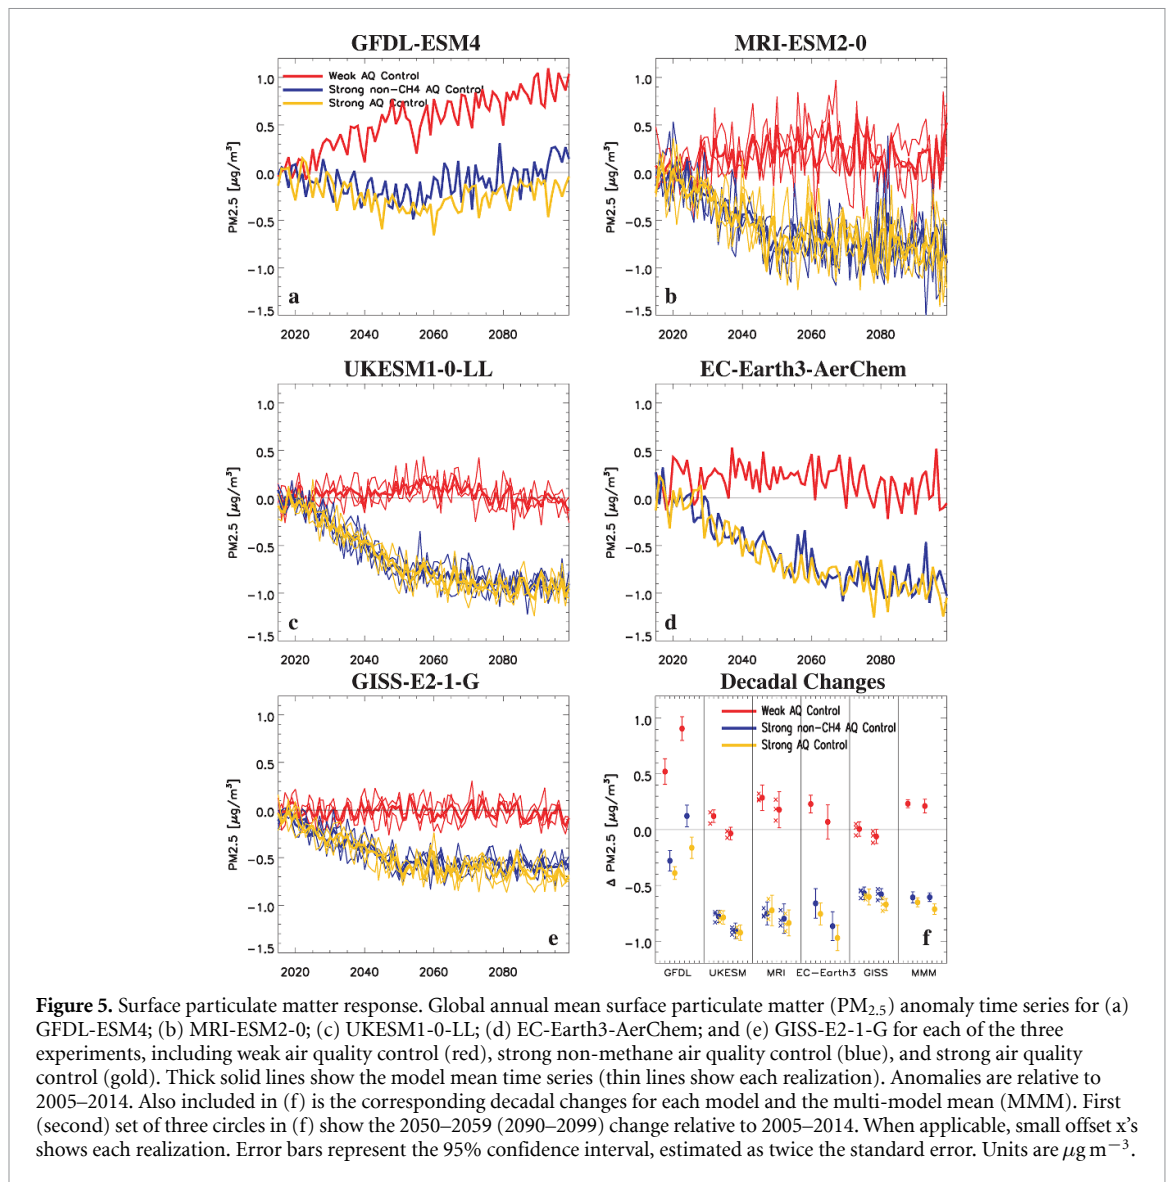 GFDL-ESM4
Weak AQ Control
Strong non-CH4 AQ Control
Strong AQ Control
PM2.5 [μg/m³]
1.0
0.5
0.0
−0.5
−1.0
−1.5
a
2020 2040 2060 2080
MRI-ESM2-0
PM2.5 [μg/m³]
1.0
0.5
0.0
−0.5
−1.0
−1.5
b
2020 2040 2060 2080
UKESM1-0-LL
PM2.5 [μg/m³]
1.0
0.5
0.0
−0.5
−1.0
−1.5
c
2020 2040 2060 2080
EC-Earth3-AerChem
PM2.5 [μg/m³]
1.0
0.5
0.0
−0.5
−1.0
−1.5
d
2020 2040 2060 2080
GISS-E2-1-G
PM2.5 [μg/m³]
1.0
0.5
0.0
−0.5
−1.0
−1.5
e
2020 2040 2060 2080
Decadal Changes
Weak AQ Control
Strong non-CH4 AQ Control
Strong AQ Control
Δ PM2.5 [μg/m³]
1.0
0.5
0.0
−0.5
−1.0
f
GFDL UKESM MRI EC−Earth3 GISS MMM
Figure 5. Surface particulate matter response. Global annual mean surface particulate matter (PM₂.₅) anomaly time series for (a)
GFDL-ESM4; (b) MRI-ESM2-0; (c) UKESM1-0-LL; (d) EC-Earth3-AerChem; and (e) GISS-E2-1-G for each of the three
experiments, including weak air quality control (red), strong non-methane air quality control (blue), and strong air quality
control (gold). Thick solid lines show the model mean time series (thin lines show each realization). Anomalies are relative to
2005–2014. Also included in (f) is the corresponding decadal changes for each model and the multi-model mean (MMM). First
(second) set of three circles in (f) show the 2050–2059 (2090–2099) change relative to 2005–2014. When applicable, small offset x's
shows each realization. Error bars represent the 95% confidence interval, estimated as twice the standard error. Units are μg m⁻³.